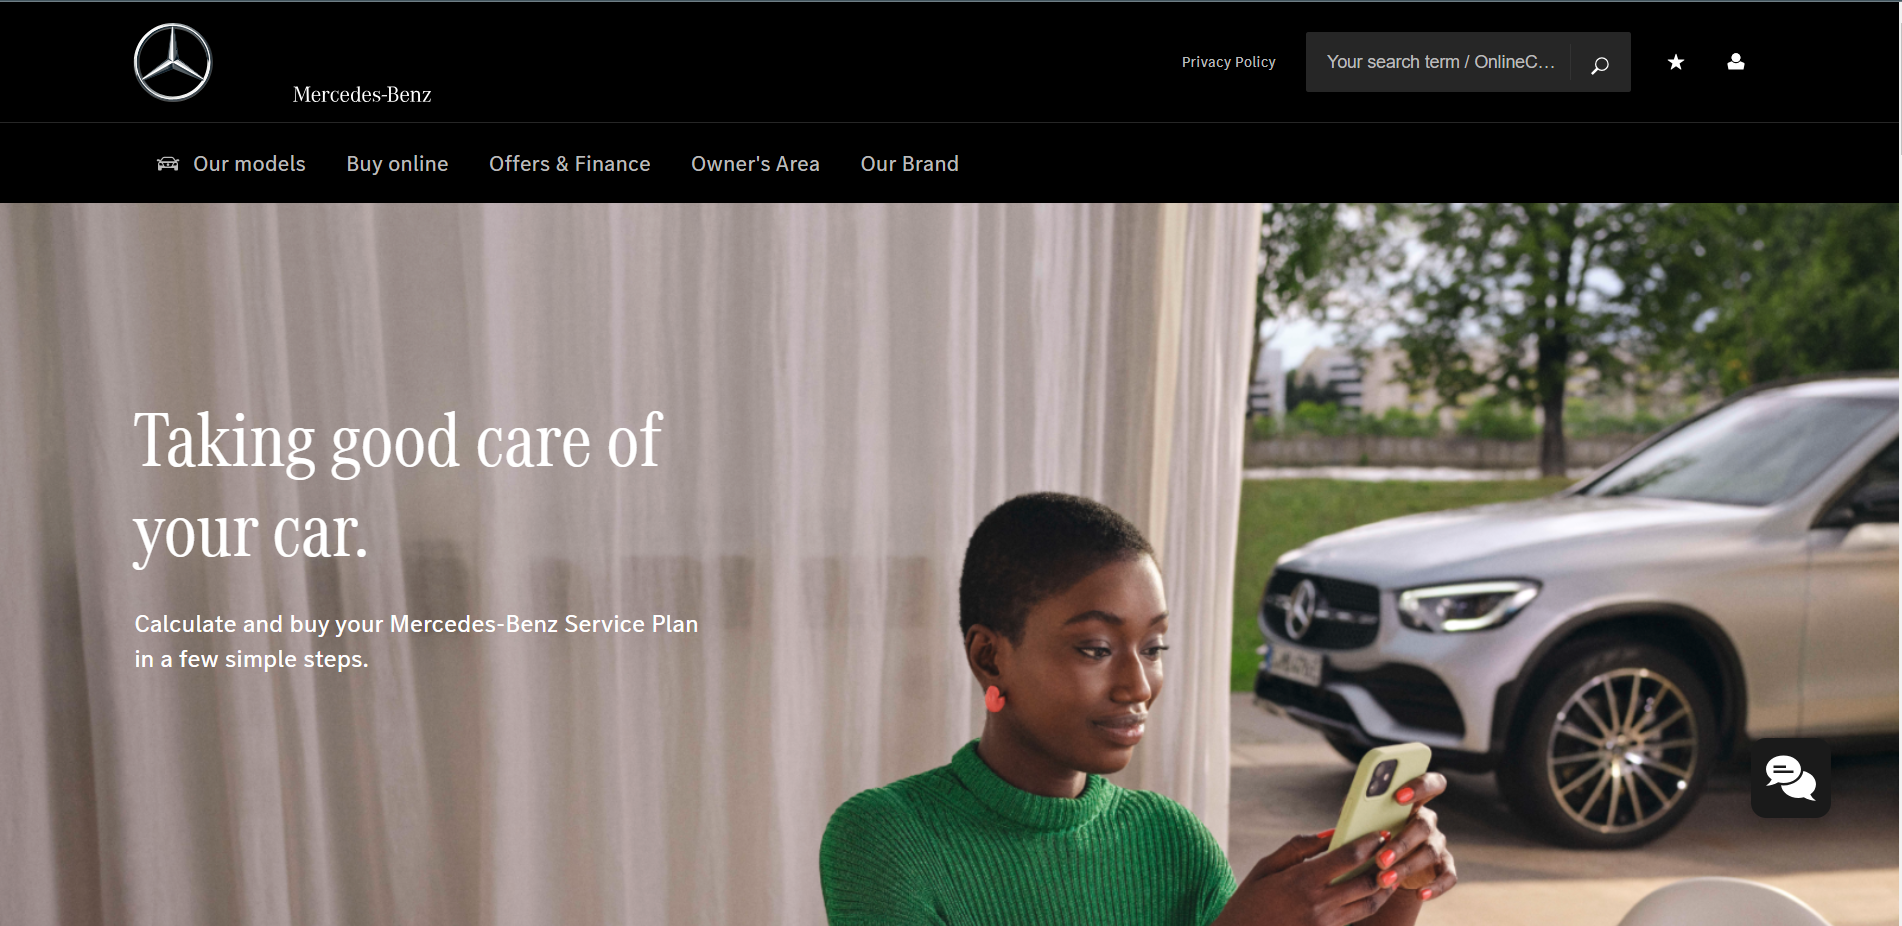 Mercedes-Benz
Privacy Policy
Your search term / OnlineC...
Our models
Buy online
Offers & Finance
Owner's Area
Our Brand
Taking good care of
your car.
Calculate and buy your Mercedes-Benz Service Plan
in a few simple steps.